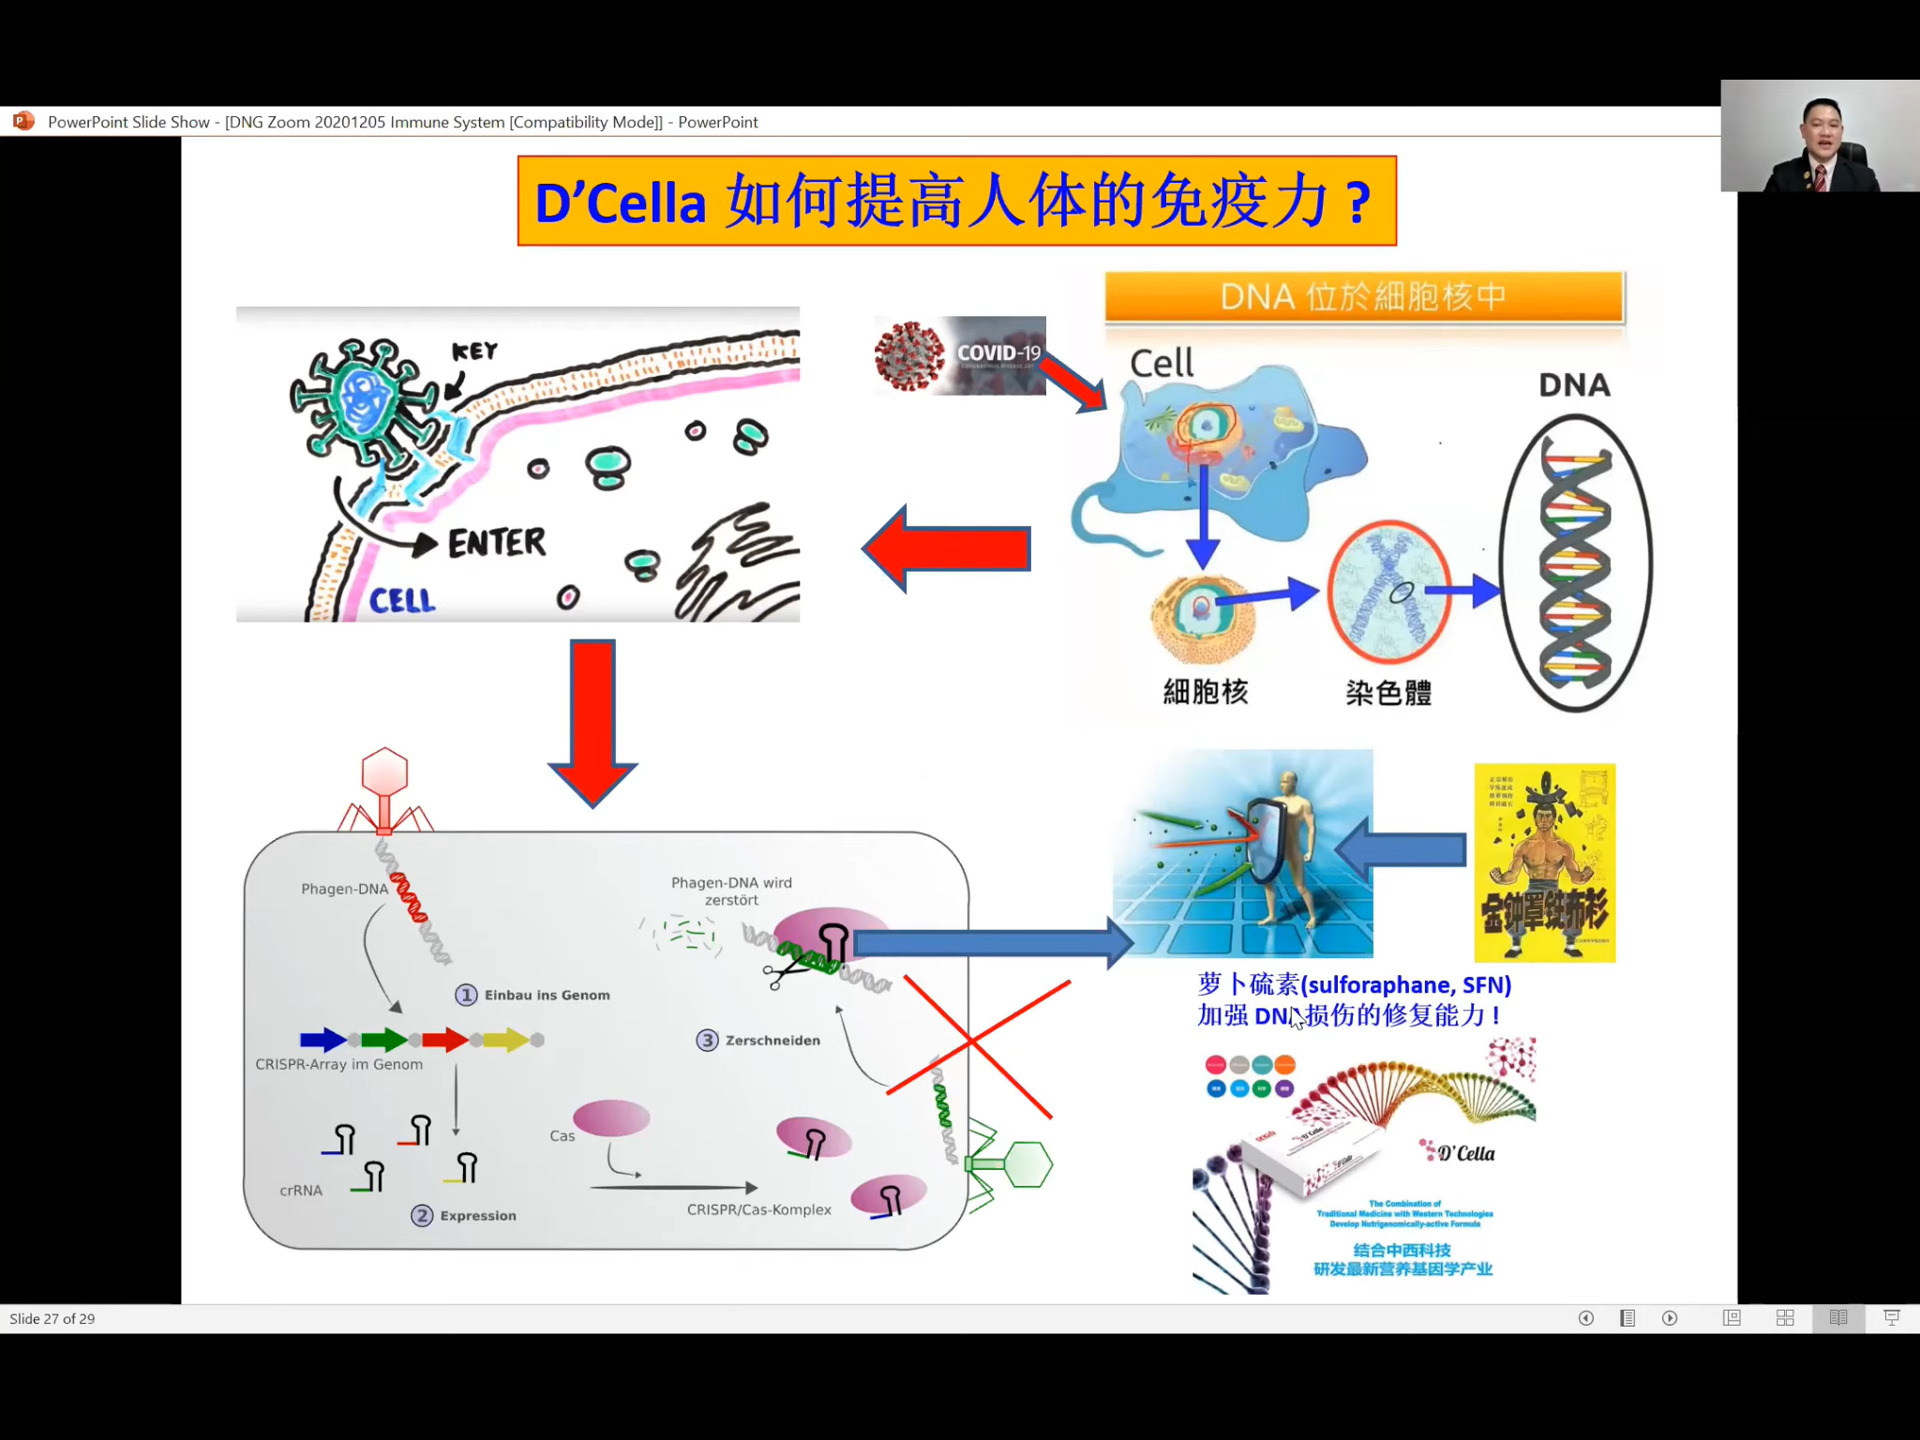 PowerPoint Slide Show - [DNG Zoom 20201205 Immune System [Compatibility Mode]] - PowerPoint
D’Cella 如何提高人体的免疫力？
KEY
ENTER
CELL
COVID-19
DNA 位於細胞核中
Cell
DNA
細胞核
染色體
Phagen-DNA
Phagen-DNA wird
zerstört
1 Einbau ins Genom
CRISPR-Array im Genom
3 Zerschneiden
Cas
crRNA
2 Expression
CRISPR/Cas-Komplex
金钟罩铁布衫
萝卜硫素(sulforaphane, SFN)
加强 DNA损伤的修复能力！
D'Cella
The Combination of
Traditional Medicine with Western Technologies
Develop Nutrigenomically-active Formula
结合中西科技
研发最新营养基因学产业
Slide 27 of 29